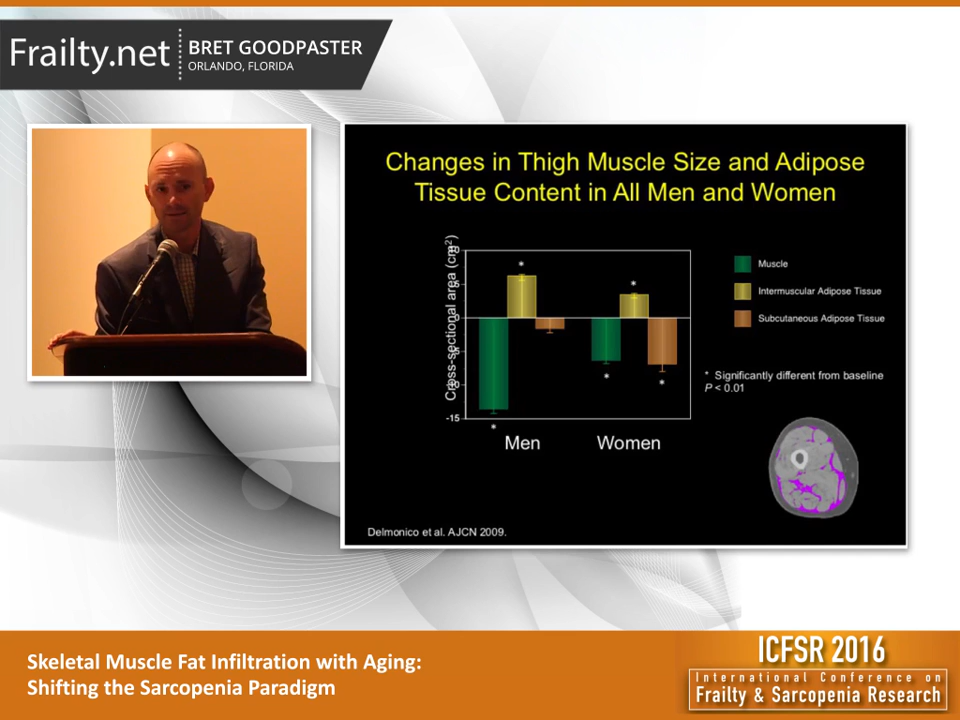 Frailty.net
BRET GOODPASTER
ORLANDO, FLORIDA
Changes in Thigh Muscle Size and Adipose
Tissue Content in All Men and Women
Cross-sectional area (cm²)
0
-15
*
*
*
*
*
Men
Women
Muscle
Intermuscular Adipose Tissue
Subcutaneous Adipose Tissue
* Significantly different from baseline
P < 0.01
Delmonico et al. AJCN 2009.
Skeletal Muscle Fat Infiltration with Aging:
Shifting the Sarcopenia Paradigm
ICFSR 2016
International Conference on
Frailty & Sarcopenia Research